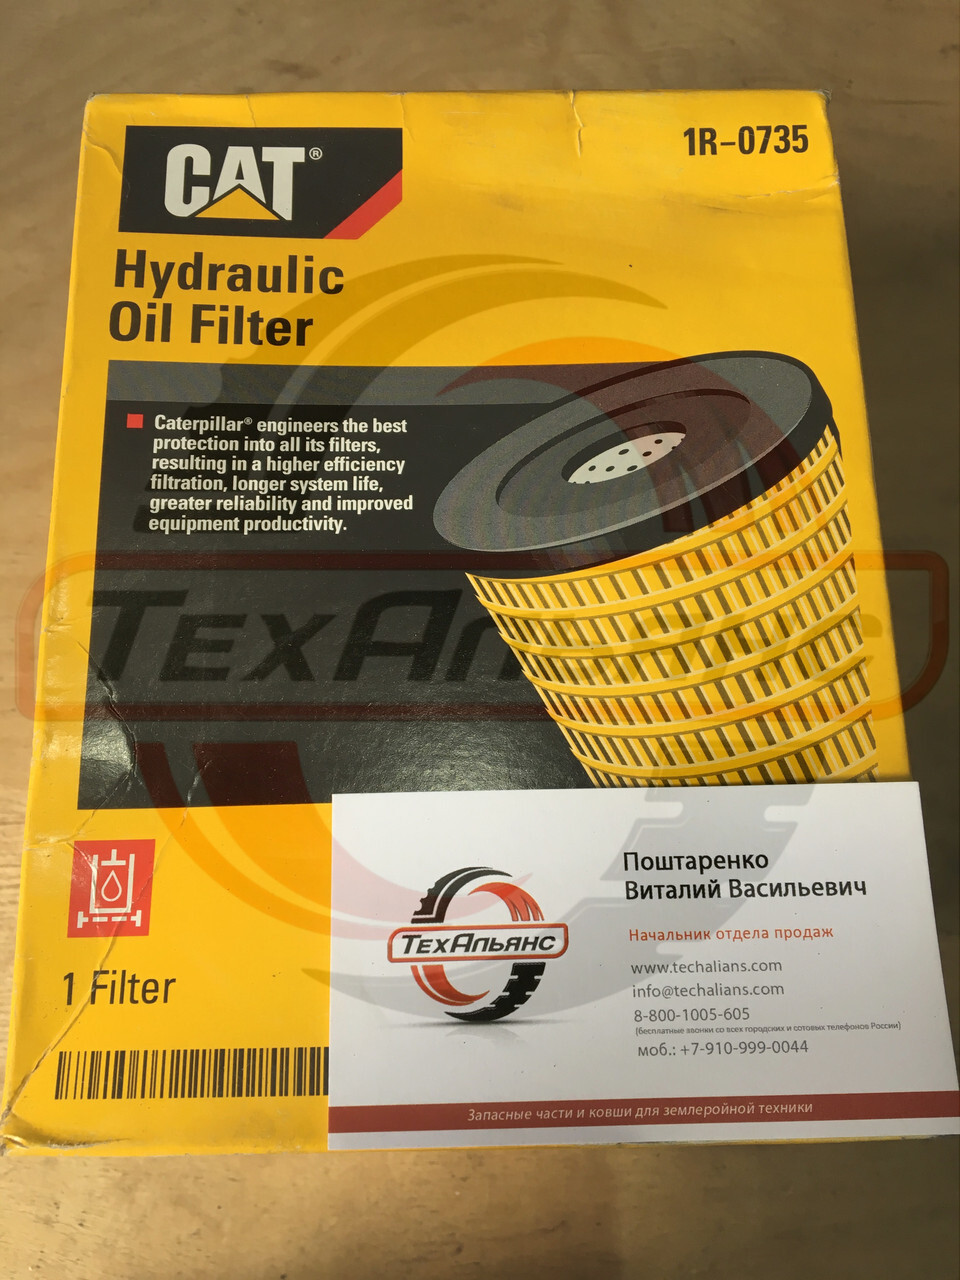 CAT®
1R-0735
Hydraulic
Oil Filter
Caterpillar® engineers the best
protection into all its filters,
resulting in a higher efficiency
filtration, longer system life,
greater reliability and improved
equipment productivity.
ТехАльянс
1 Filter
ТехАльянс
Поштаренко
Виталий Васильевич
Начальник отдела продаж
www.techalians.com
info@techalians.com
8-800-1005-605
(бесплатные звонки со всех городских и сотовых телефонов России)
моб.: +7-910-999-0044
Запасные части и ковши для землеройной техники